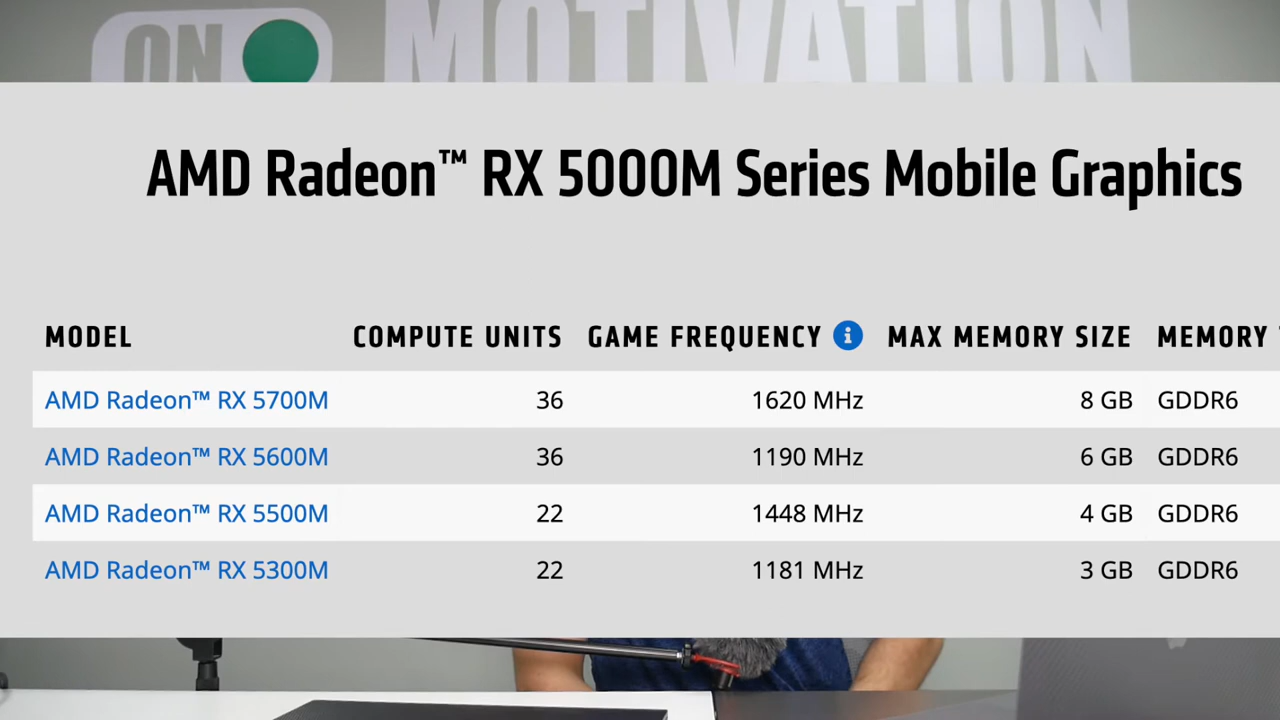 ON MOTIVATION
AMD Radeon™ RX 5000M Series Mobile Graphics
MODEL COMPUTE UNITS GAME FREQUENCY i MAX MEMORY SIZE MEMORY
AMD Radeon™ RX 5700M 36 1620 MHz 8 GB GDDR6
AMD Radeon™ RX 5600M 36 1190 MHz 6 GB GDDR6
AMD Radeon™ RX 5500M 22 1448 MHz 4 GB GDDR6
AMD Radeon™ RX 5300M 22 1181 MHz 3 GB GDDR6